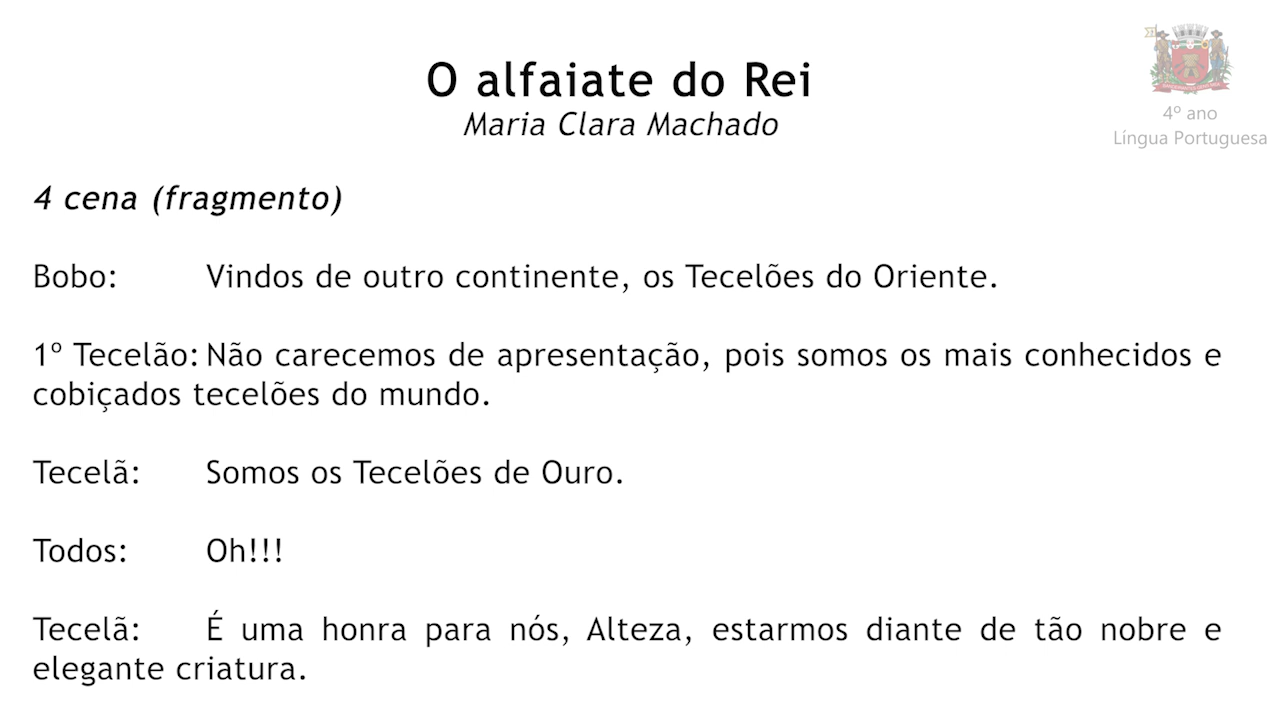 O alfaiate do Rei
Maria Clara Machado
4º ano
Língua Portuguesa
4 cena (fragmento)
Bobo: Vindos de outro continente, os Tecelões do Oriente.
1º Tecelão: Não carecemos de apresentação, pois somos os mais conhecidos e
cobiçados tecelões do mundo.
Tecelã: Somos os Tecelões de Ouro.
Todos: Oh!!!
Tecelã: É uma honra para nós, Alteza, estarmos diante de tão nobre e
elegante criatura.